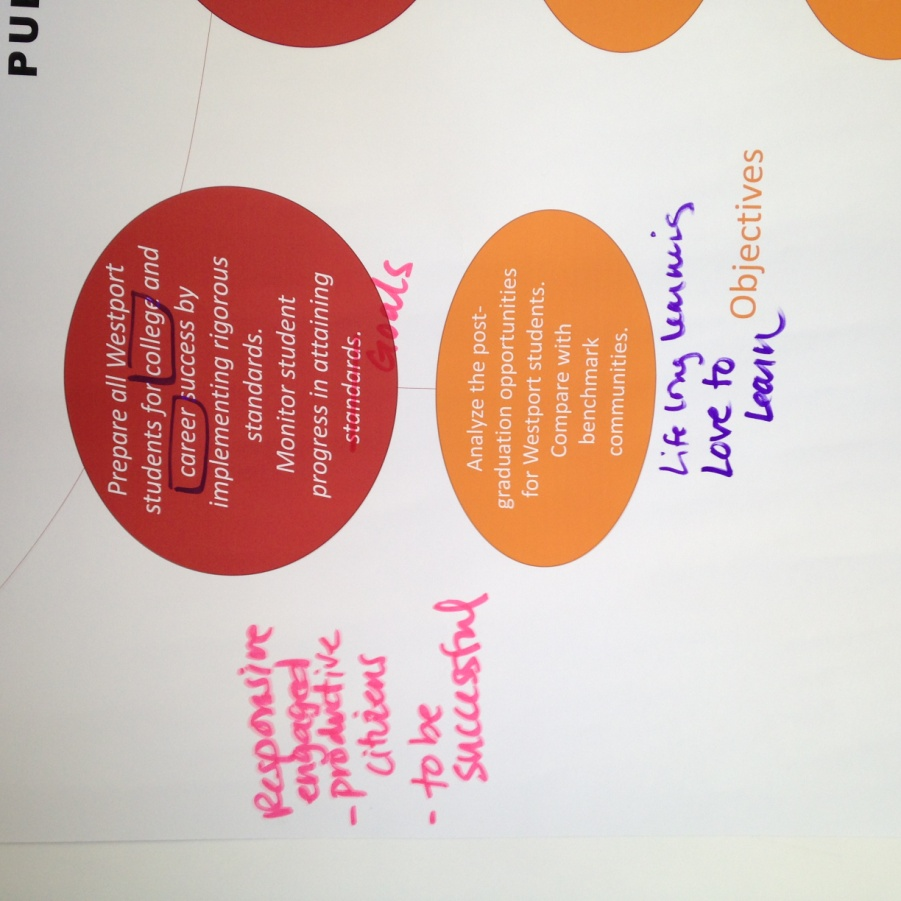 PU
Prepare all Westport
students for college and
career success by
implementing rigorous
standards.
Monitor student
progress in attaining
standards.
Goals
Analyze the post-
graduation opportunities
for Westport students.
Compare with
benchmark
communities.
Responsive
engaged
- productive
citizens
- to be
successful
Life long learning
Love to
Learn
Objectives